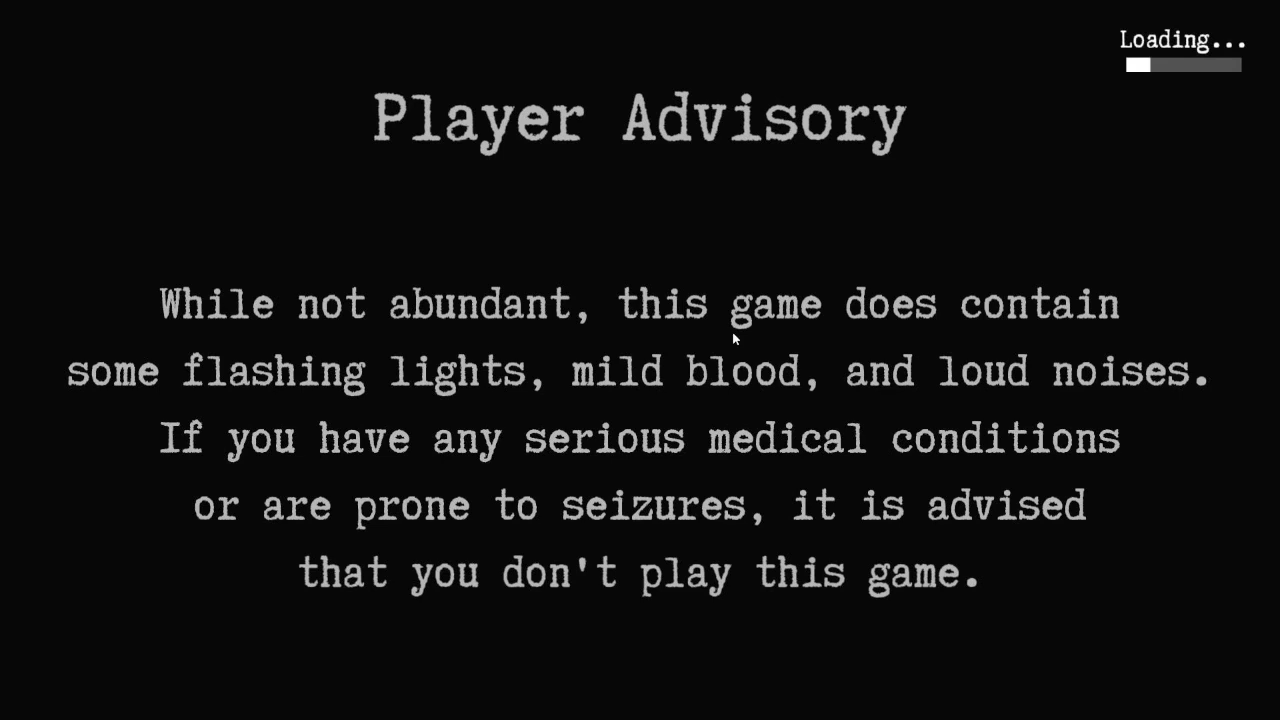 Loading...
Player Advisory
While not abundant, this game does contain
some flashing lights, mild blood, and loud noises.
If you have any serious medical conditions
or are prone to seizures, it is advised
that you don't play this game.